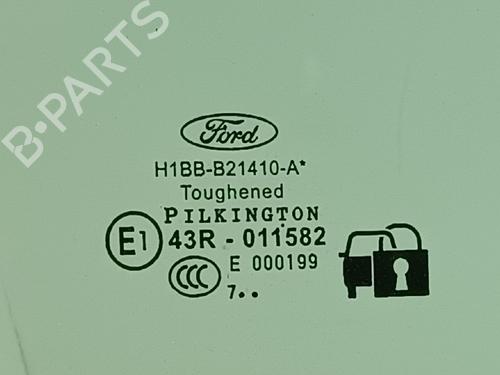 B-PARTS
Ford
H1BB-B21410-A*
Toughened
PILKINGTON
E1 43R - 011582
CCC E 000199
7..